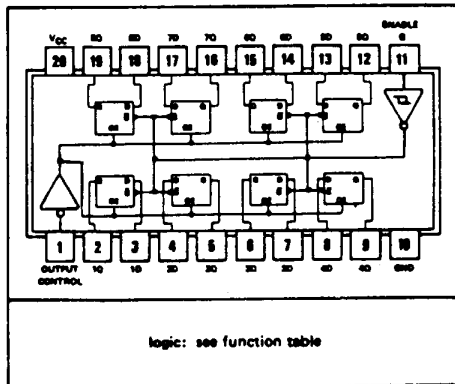 ENABLE
VCC 8Q 8D 7D 7Q 6Q 6D 5D 5Q G
20 19 18 17 16 15 14 13 12 11
1 2 3 4 5 6 7 8 9 10
OUTPUT 1Q 1D 2D 2Q 3Q 3D 4D 4Q GND
CONTROL
logic: see function table